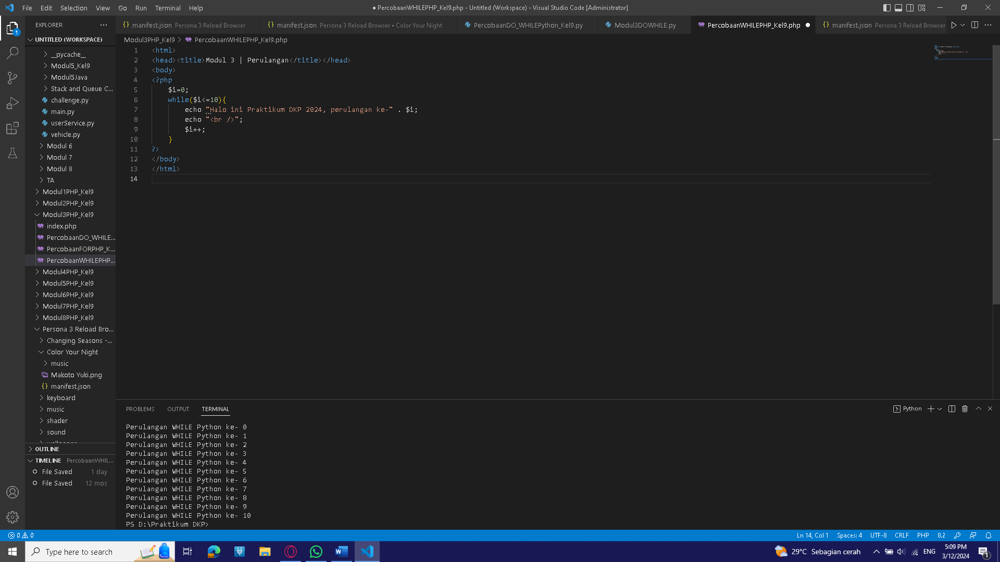 File Edit Selection View Go Run Terminal Help
● PercobaanWHILEPHP_Kel9.php - Untitled (Workspace) - Visual Studio Code [Administrator]
EXPLORER ...
{} manifest.json Persona 3 Reload Browser
{} manifest.json Persona 3 Reload Browser • Color Your Night
PercobaanDO_WHILEPython_Kel9.py
Modul3DOWHILE.py
PercobaanWHILEPHP_Kel9.php ●
{} manifest.json Persona 3 Reload Browser
1
UNTITLED (WORKSPACE)
__pycache__
Modul5_Kel9
Modul5Java
Stack and Queue C...
challenge.py
main.py
userService.py
vehicle.py
Modul 6
Modul 7
Modul 8
TA
Modul1PHP_Kel9
Modul2PHP_Kel9
Modul3PHP_Kel9
index.php
PercobaanDO_WHILE...
PercobaanFORPHP_K...
PercobaanWHILEPHP...
Modul4PHP_Kel9
Modul5PHP_Kel9
Modul6PHP_Kel9
Modul7PHP_Kel9
Modul8PHP_Kel9
Persona 3 Reload Bro...
Changing Seasons -...
Color Your Night
music
Makoto Yuki.png
{} manifest.json
keyboard
music
shader
sound
OUTLINE
TIMELINE PercobaanWHIL...
File Saved 1 day
File Saved 12 mos
Modul3PHP_Kel9 > PercobaanWHILEPHP_Kel9.php
1 <html>
2 <head><title>Modul 3 | Perulangan</title></head>
3 <body>
4 <?php
5 $i=0;
6 while($i<=10){
7 echo "Halo ini Praktikum DKP 2024, perulangan ke-" . $i;
8 echo "<br />";
9 $i++;
10 }
11 ?>
12 </body>
13 </html>
14
PROBLEMS OUTPUT TERMINAL
Python
Perulangan WHILE Python ke- 0
Perulangan WHILE Python ke- 1
Perulangan WHILE Python ke- 2
Perulangan WHILE Python ke- 3
Perulangan WHILE Python ke- 4
Perulangan WHILE Python ke- 5
Perulangan WHILE Python ke- 6
Perulangan WHILE Python ke- 7
Perulangan WHILE Python ke- 8
Perulangan WHILE Python ke- 9
Perulangan WHILE Python ke- 10
PS D:\Praktikum DKP>
0 0
Ln 14, Col 1 Spaces: 4 UTF-8 CRLF PHP 8.2
Type here to search
29°C Sebagian cerah
ENG
5:09 PM
3/12/2024
1